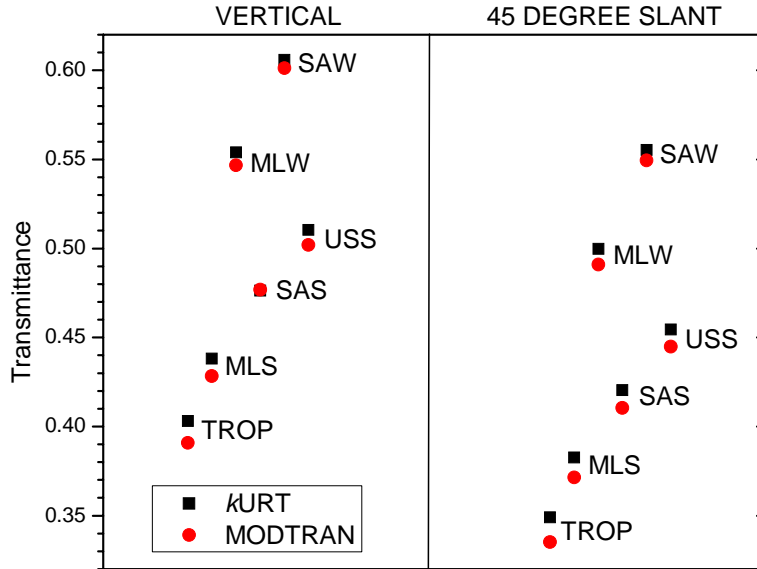 VERTICAL
45 DEGREE SLANT
Transmittance
0.60
0.55
0.50
0.45
0.40
0.35
SAW
MLW
USS
SAS
MLS
TROP
SAW
MLW
USS
SAS
MLS
TROP
kURT
MODTRAN